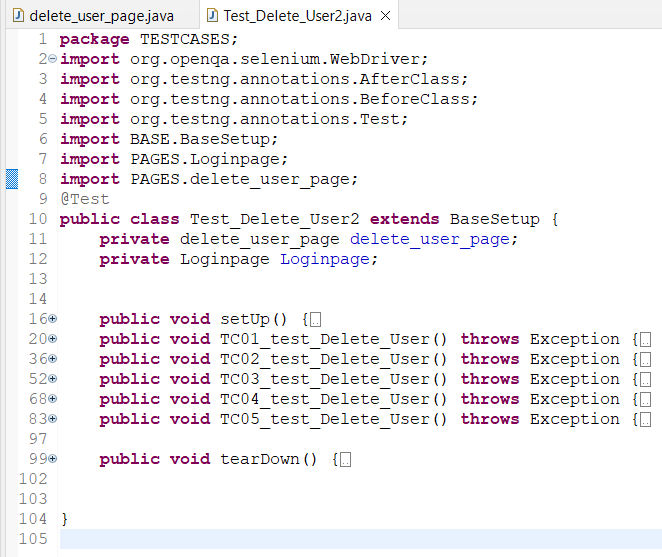 delete_user_page.java Test_Delete_User2.java
1 package TESTCASES;
2 import org.openqa.selenium.WebDriver;
3 import org.testng.annotations.AfterClass;
4 import org.testng.annotations.BeforeClass;
5 import org.testng.annotations.Test;
6 import BASE.BaseSetup;
7 import PAGES.Loginpage;
8 import PAGES.delete_user_page;
9 @Test
10 public class Test_Delete_User2 extends BaseSetup {
11     private delete_user_page delete_user_page;
12     private Loginpage Loginpage;
13
14
16     public void setUp() {
20     public void TC01_test_Delete_User() throws Exception {
36     public void TC02_test_Delete_User() throws Exception {
52     public void TC03_test_Delete_User() throws Exception {
68     public void TC04_test_Delete_User() throws Exception {
83     public void TC05_test_Delete_User() throws Exception {
97
99     public void tearDown() {
102
103
104 }
105